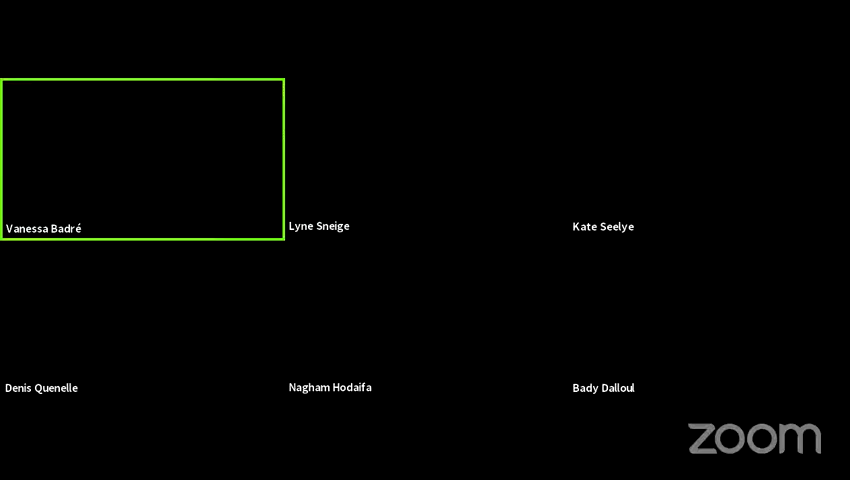 Vanessa Badré
Lyne Sneige
Kate Seelye
Denis Quenelle
Nagham Hodaifa
Bady Dalloul
zoom